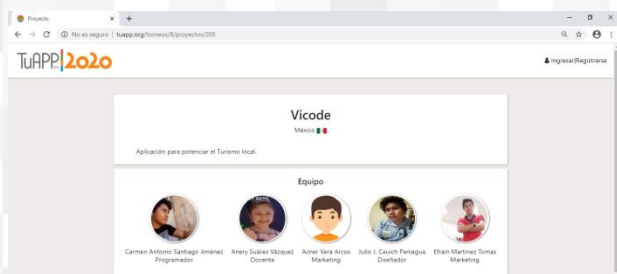 Proyecto
No es seguro | tuapp.org/torneos/8/proyectos/205
TuAPP! 2020
Ingresar|Registrarse
Vicode
México
Aplicación para potenciar el Turismo local.
Equipo
Carmen Antonio Santiago Jiménez
Programador
Anery Suárez Vázquez
Docente
Acner Vera Arcos
Marketing
Julio J. Cauich Paniagua
Diseñador
Efrain Martinez Tomas
Marketing